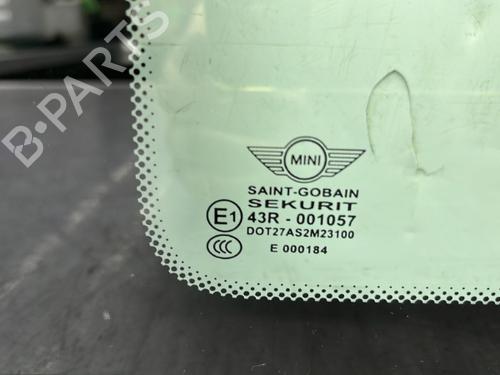 B-PARTS
MINI
SAINT-GOBAIN
SEKURIT
E1 43R - 001057
DOT27AS2M23100
CCC E 000184